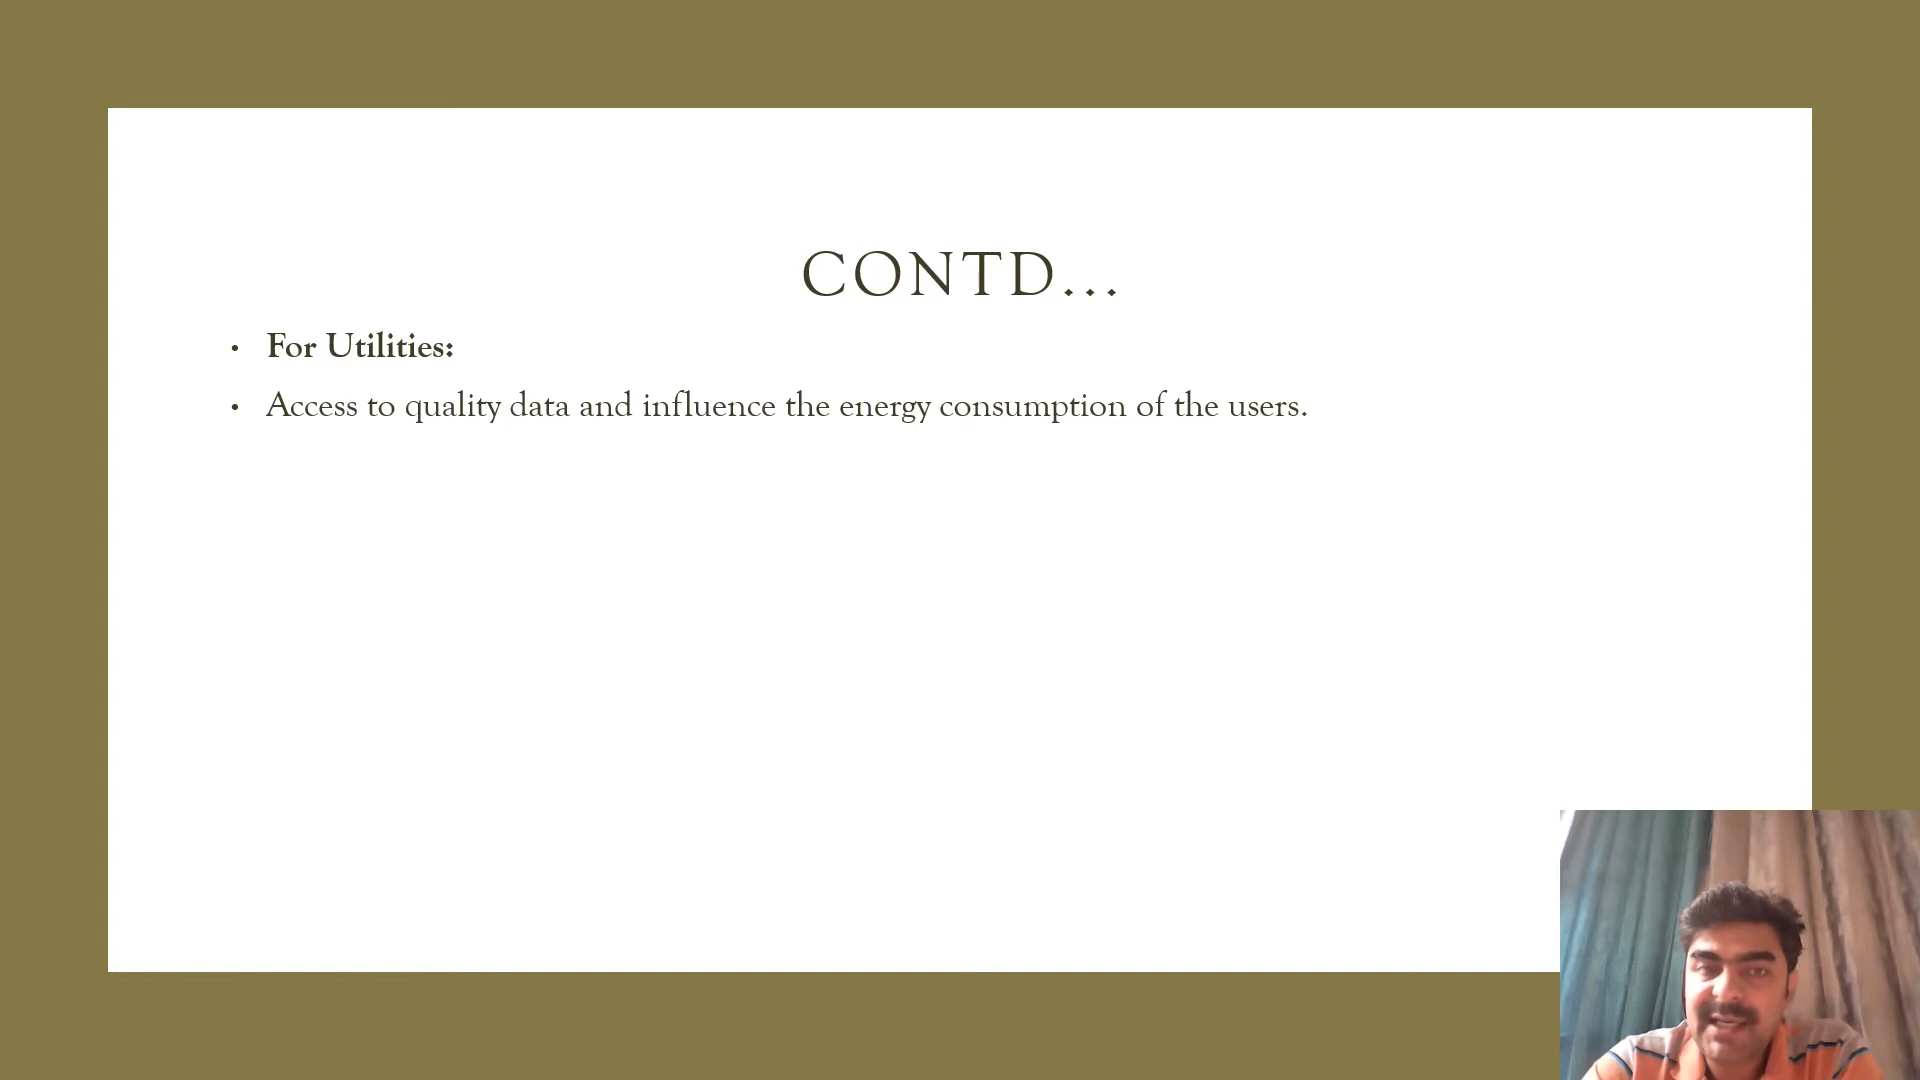 CONTD...
• For Utilities:
• Access to quality data and influence the energy consumption of the users.